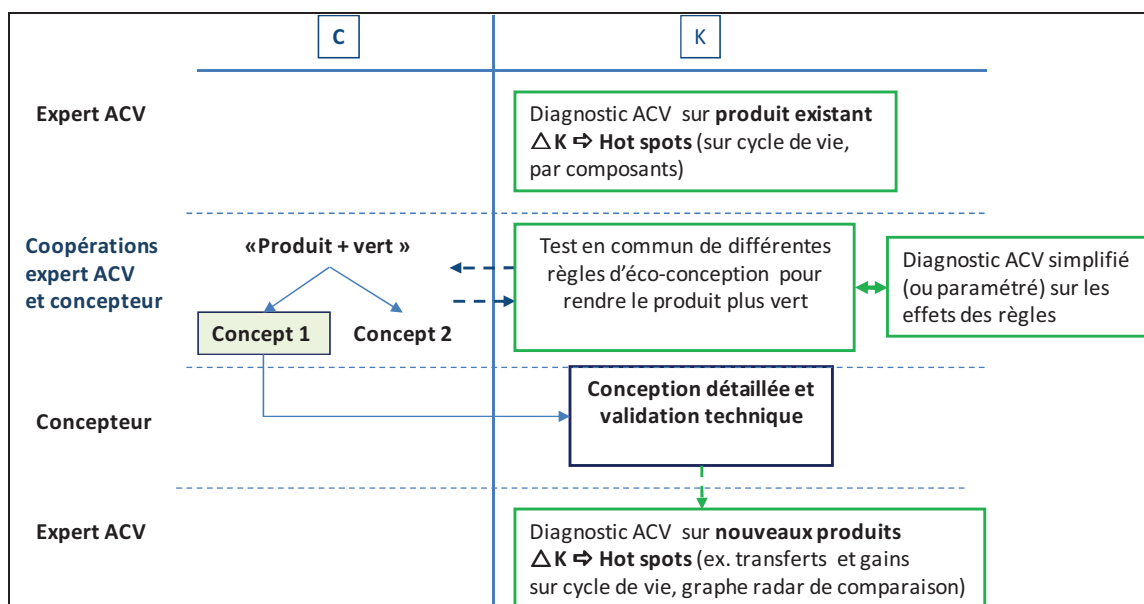 C
K
Expert ACV
Diagnostic ACV sur produit existant
△K ⇨ Hot spots (sur cycle de vie,
par composants)
Coopérations
expert ACV
et concepteur
«Produit + vert »
Concept 1
Concept 2
Test en commun de différentes
règles d'éco-conception pour
rendre le produit plus vert
Diagnostic ACV simplifié
(ou paramétré) sur les
effets des règles
Concepteur
Conception détaillée et
validation technique
Expert ACV
Diagnostic ACV sur nouveaux produits
△K ⇨ Hot spots (ex. transferts et gains
sur cycle de vie, graphe radar de comparaison)